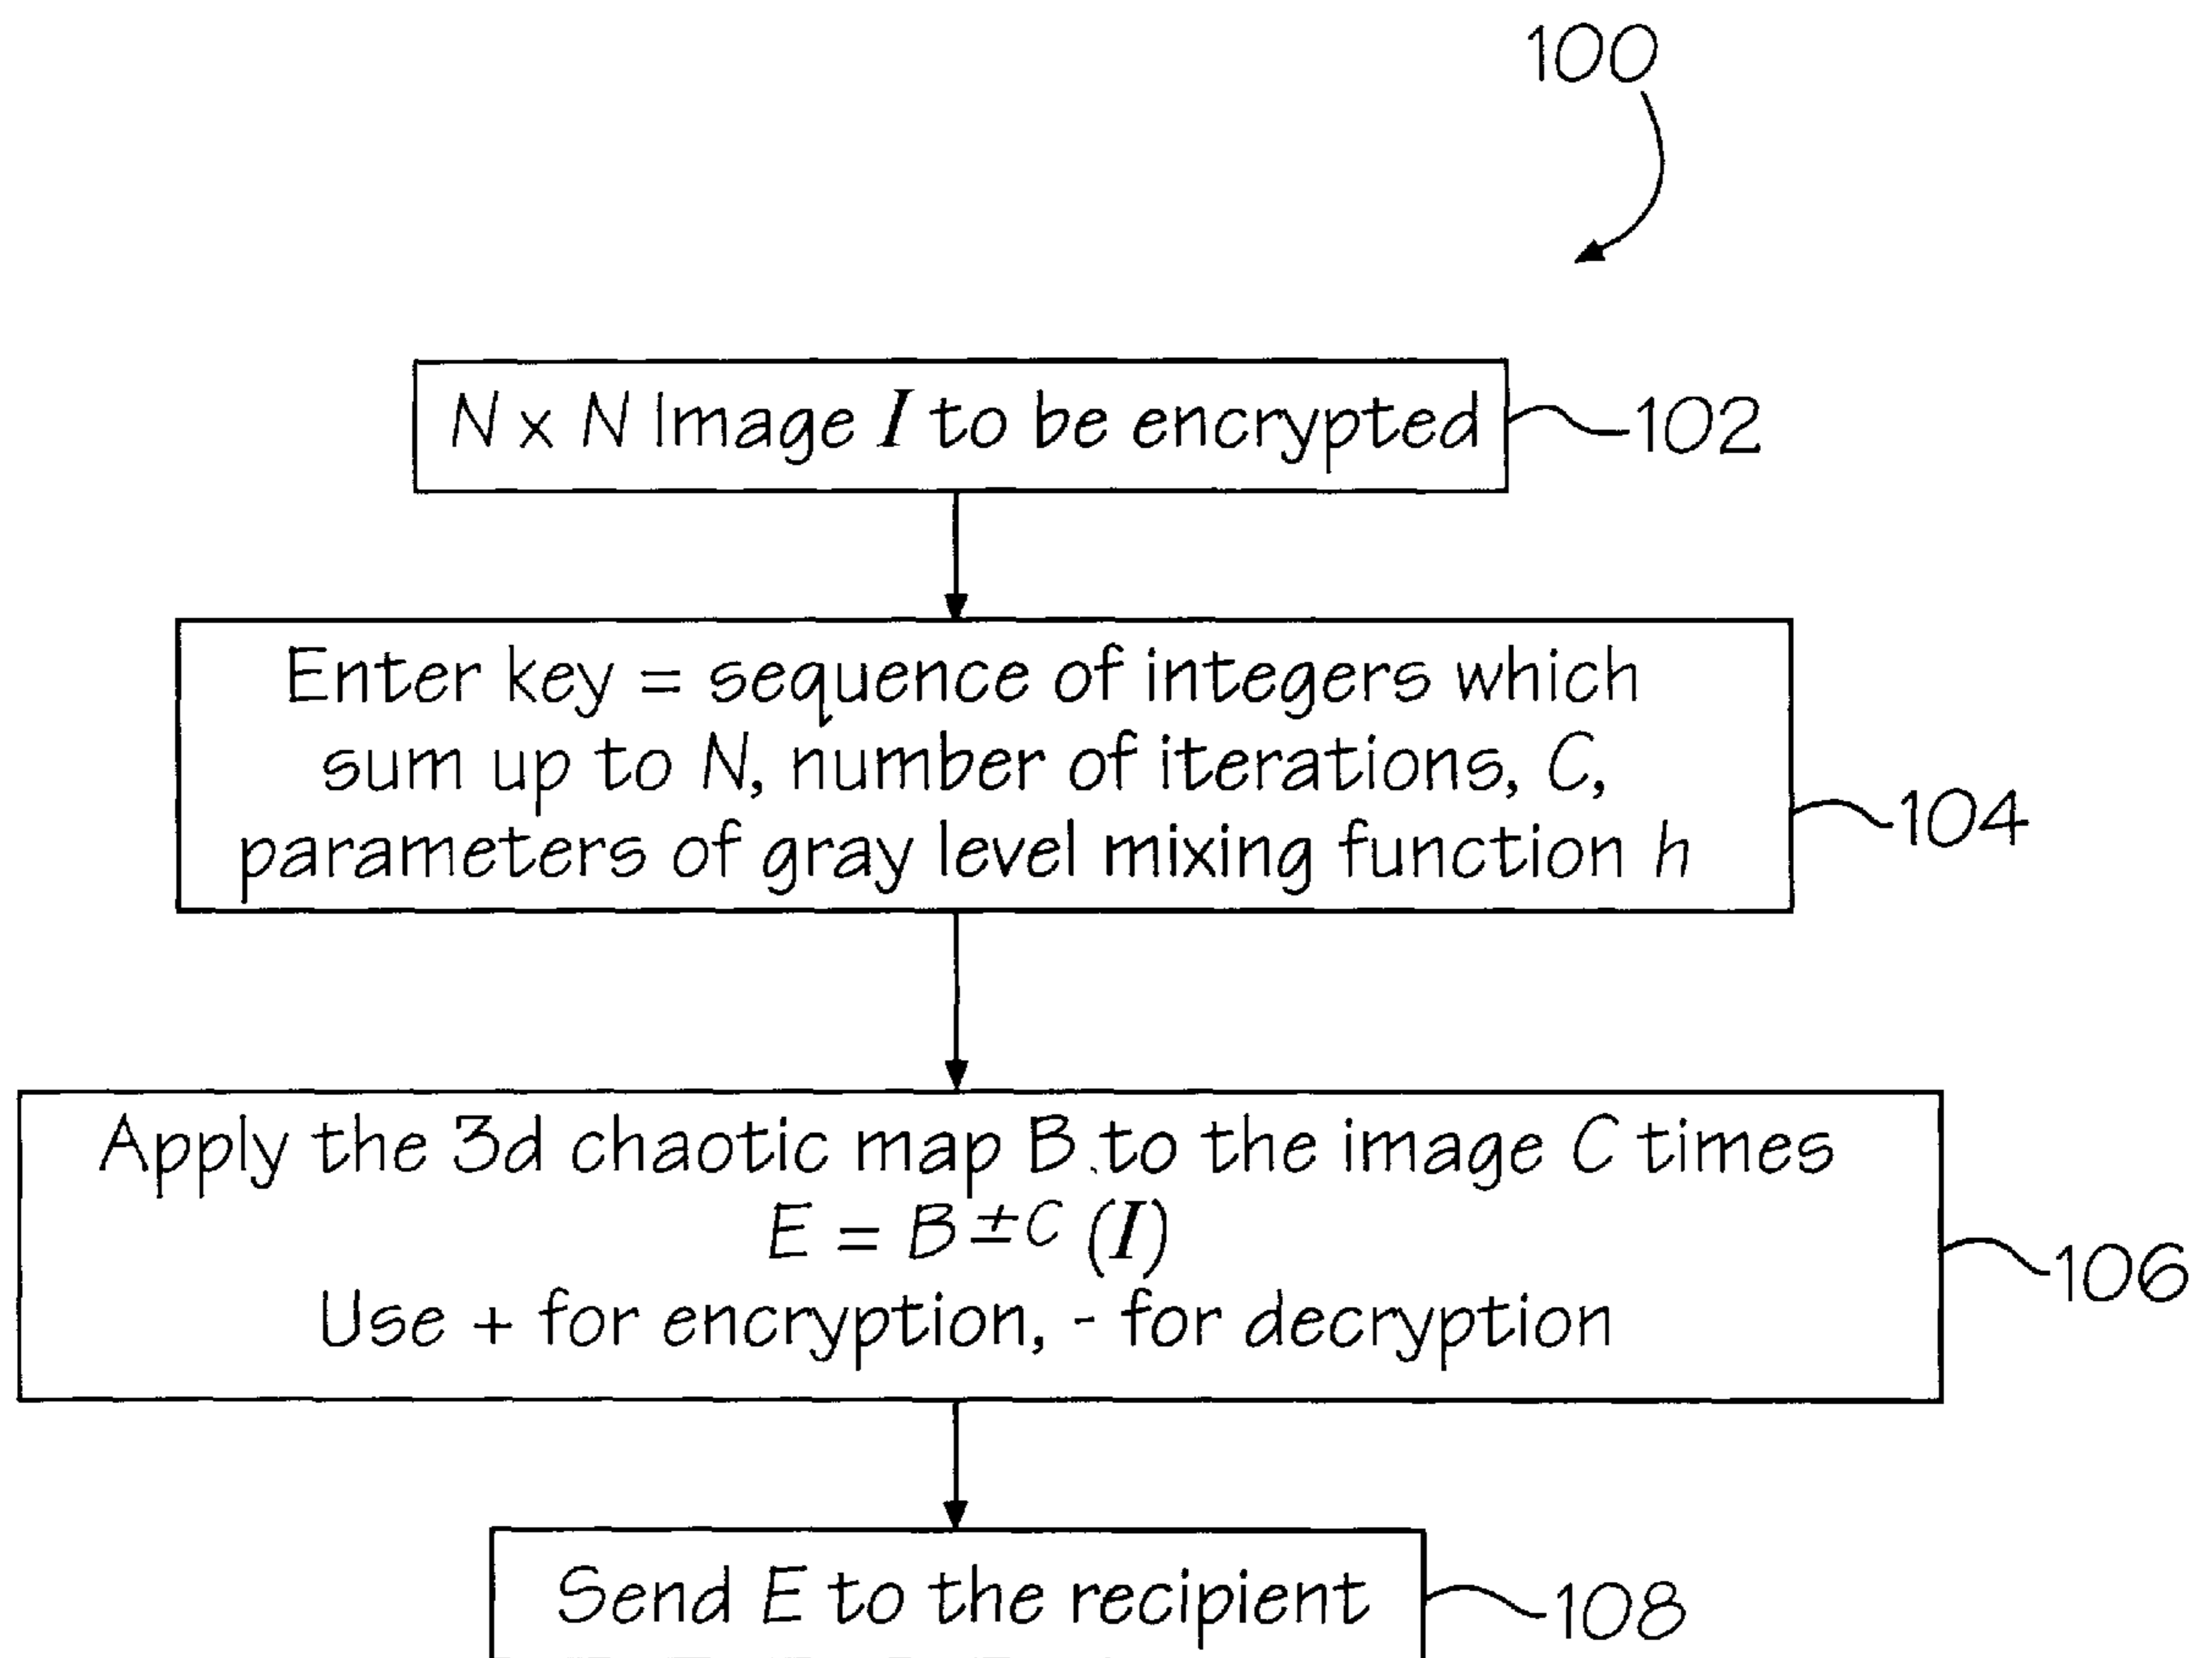 100
N x N Image I to be encrypted
102
Enter key = sequence of integers which
sum up to N, number of iterations, C,
parameters of gray level mixing function h
104
Apply the 3d chaotic map B to the image C times
E = B ±C (I)
Use + for encryption, - for decryption
106
Send E to the recipient
108